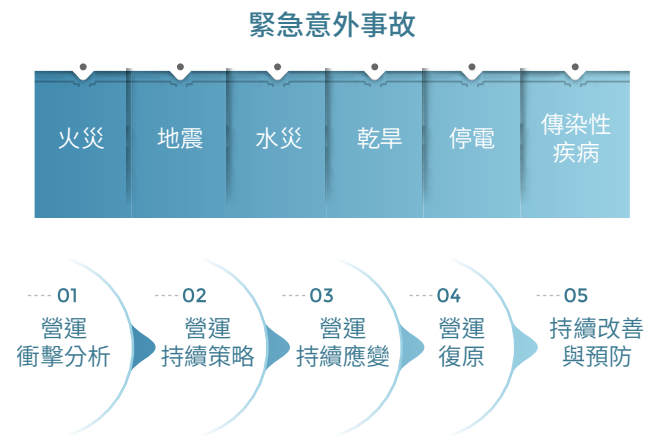 緊急意外事故
火災
地震
水災
乾旱
停電
傳染性
疾病
01
營運
衝擊分析
02
營運
持續策略
03
營運
持續應變
04
營運
復原
05
持續改善
與預防